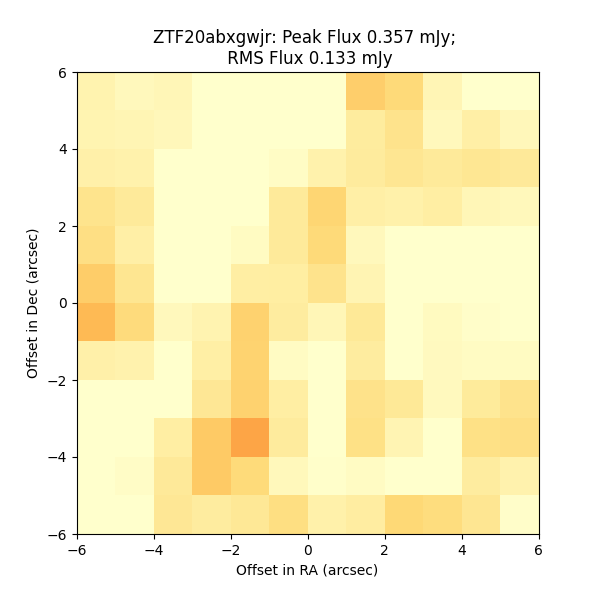 ZTF20abxgwjr: Peak Flux 0.357 mJy;
RMS Flux 0.133 mJy
6
4
2
0
−2
−4
−6
Offset in Dec (arcsec)
−6 −4 −2 0 2 4 6
Offset in RA (arcsec)